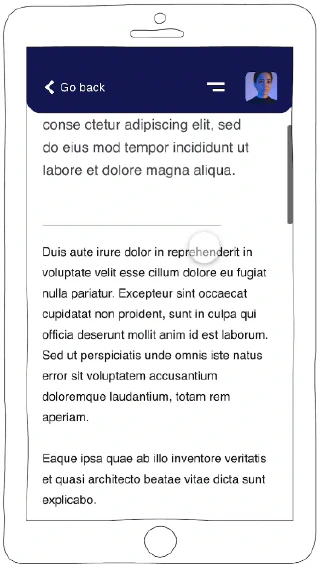 Go back
conse ctetur adipiscing elit, sed
do eius mod tempor incididunt ut
labore et dolore magna aliqua.
Duis aute irure dolor in reprehenderit in
voluptate velit esse cillum dolore eu fugiat
nulla pariatur. Excepteur sint occaecat
cupidatat non proident, sunt in culpa qui
officia deserunt mollit anim id est laborum.
Sed ut perspiciatis unde omnis iste natus
error sit voluptatem accusantium
doloremque laudantium, totam rem
aperiam.
Eaque ipsa quae ab illo inventore veritatis
et quasi architecto beatae vitae dicta sunt
explicabo.